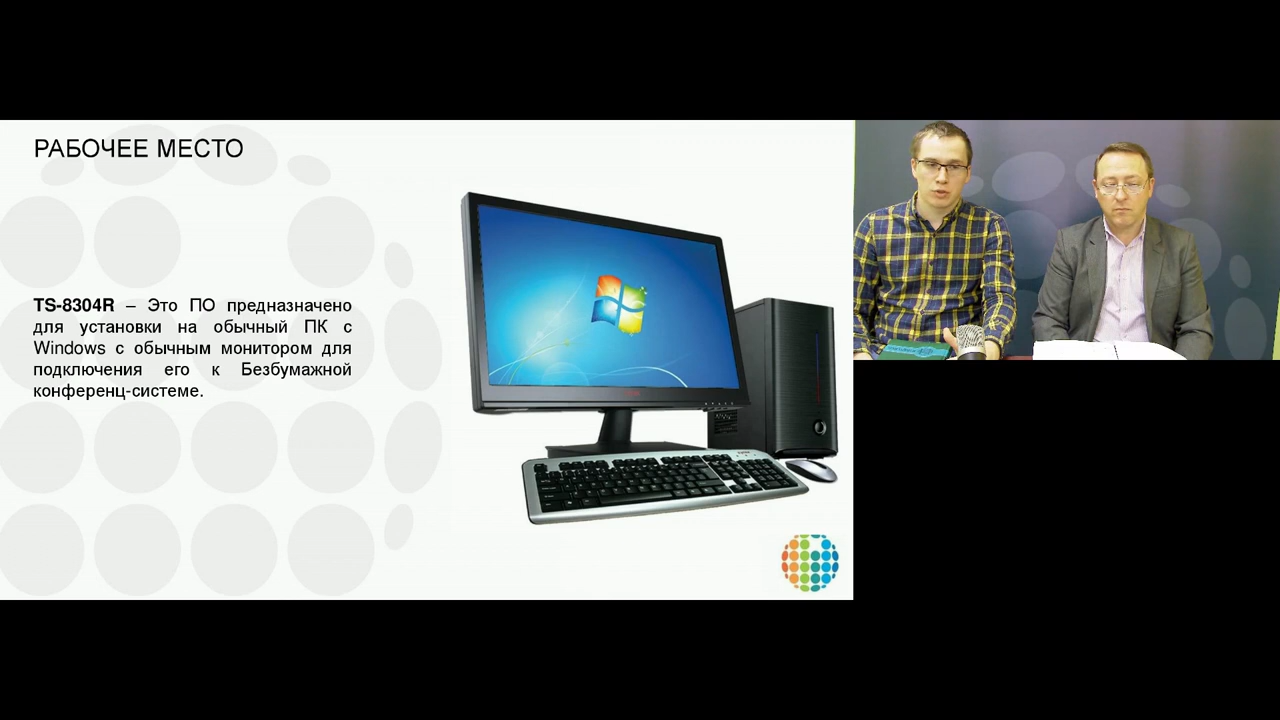 РАБОЧЕЕ МЕСТО
TS-8304R – Это ПО предназначено
для установки на обычный ПК с
Windows с обычным монитором для
подключения его к Безбумажной
конференц-системе.